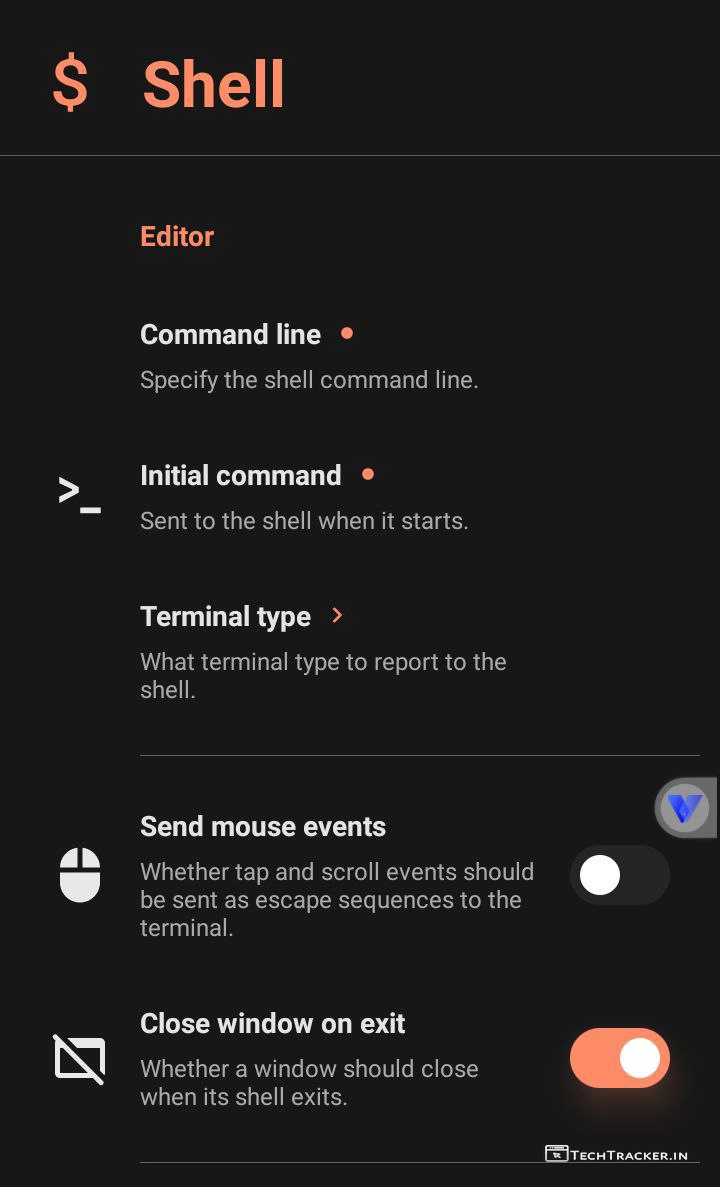 $ Shell
Editor
Command line
Specify the shell command line.
>_ Initial command
Sent to the shell when it starts.
Terminal type >
What terminal type to report to the
shell.
Send mouse events
Whether tap and scroll events should
be sent as escape sequences to the
terminal.
Close window on exit
Whether a window should close
when its shell exits.
TECHTRACKER.IN